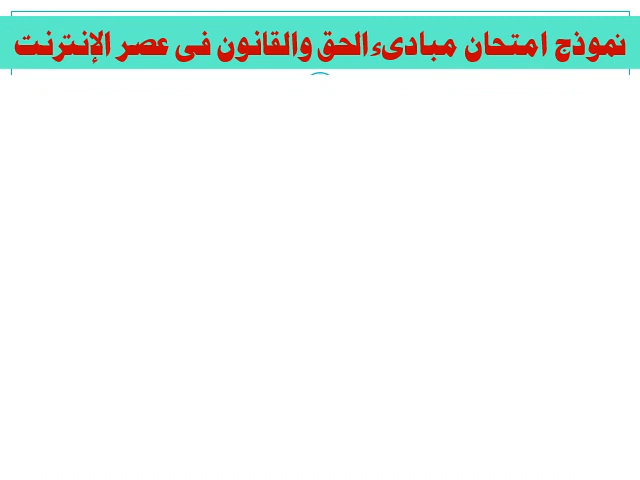 نموذج امتحان مبادىء الحق والقانون فى عصر الإنترنت